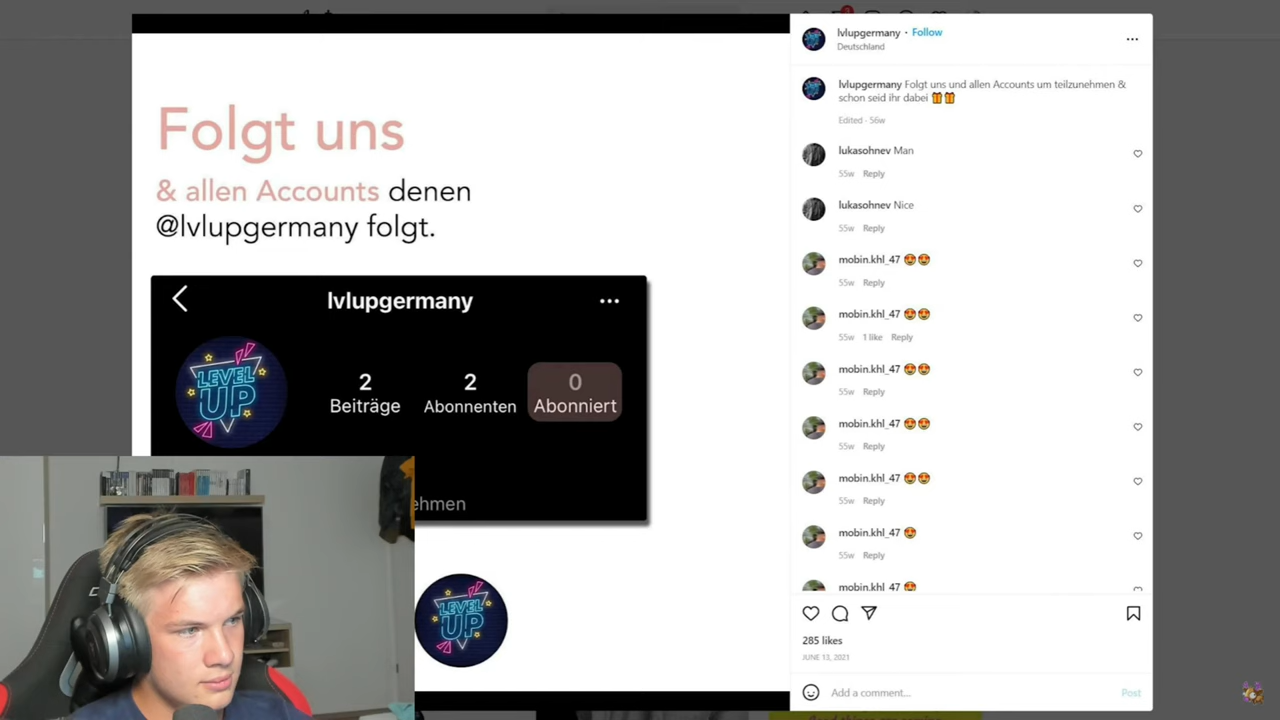 Folgt uns
& allen Accounts denen
@lvlupgermany folgt.
lvlupgermany
LEVEL
UP
2
Beiträge
2
Abonnenten
0
Abonniert
ehmen
LEVEL
UP
lvlupgermany · Follow
Deutschland
lvlupgermany Folgt uns und allen Accounts um teilzunehmen &
schon seid ihr dabei 🎁🎁
Edited · 56w
lukasohnev Man
55w Reply
lukasohnev Nice
55w Reply
mobin.khl_47 😍😍
55w Reply
mobin.khl_47 😍😍
55w 1 like Reply
mobin.khl_47 😍😍
55w Reply
mobin.khl_47 😍😍
55w Reply
mobin.khl_47 😍😍
55w Reply
mobin.khl_47 😍
55w Reply
mobin.khl_47 😍
285 likes
JUNE 13, 2021
Add a comment...
Post